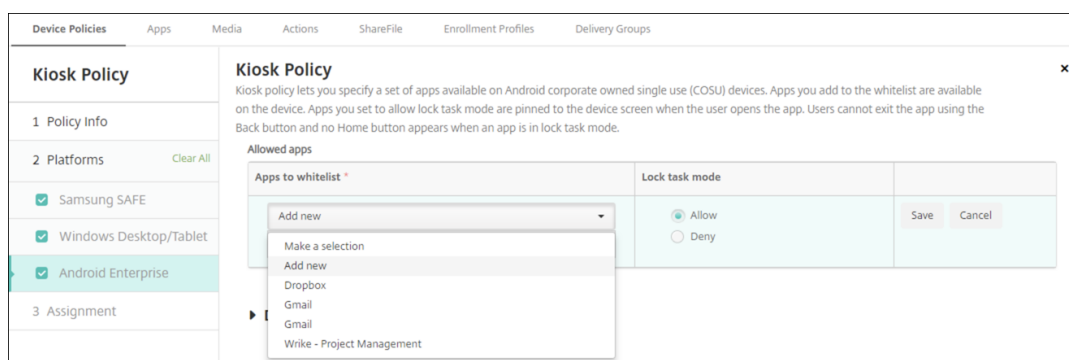 Device Policies Apps Media Actions ShareFile Enrollment Profiles Delivery Groups
Kiosk Policy
1 Policy Info
2 Platforms Clear All
Samsung SAFE
Windows Desktop/Tablet
Android Enterprise
3 Assignment
Kiosk Policy
Kiosk policy lets you specify a set of apps available on Android corporate owned single use (COSU) devices. Apps you add to the whitelist are available
on the device. Apps you set to allow lock task mode are pinned to the device screen when the user opens the app. Users cannot exit the app using the
Back button and no Home button appears when an app is in lock task mode.
Allowed apps
Apps to whitelist * Lock task mode
Add new Allow Save Cancel
Deny
Make a selection
Add new
Dropbox
Gmail
Gmail
Wrike - Project Management